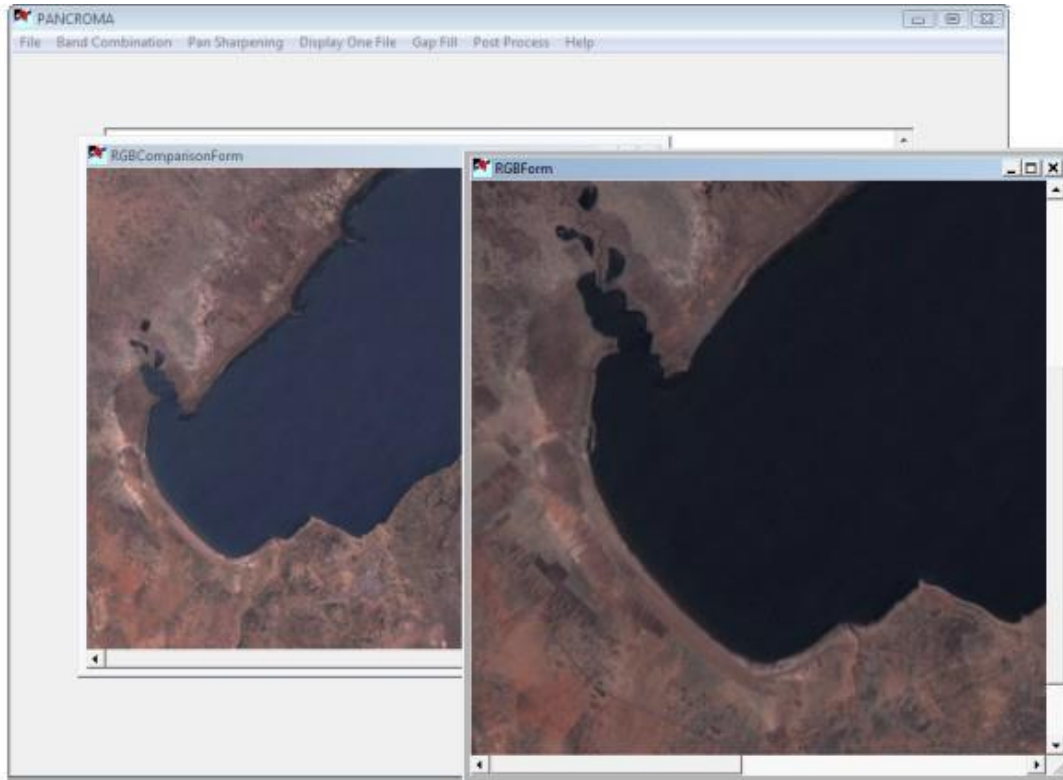 PANCROMA
File Band Combination Pan Sharpening Display One File Gap Fill Post Process Help
RGBComparisonForm
RGBForm